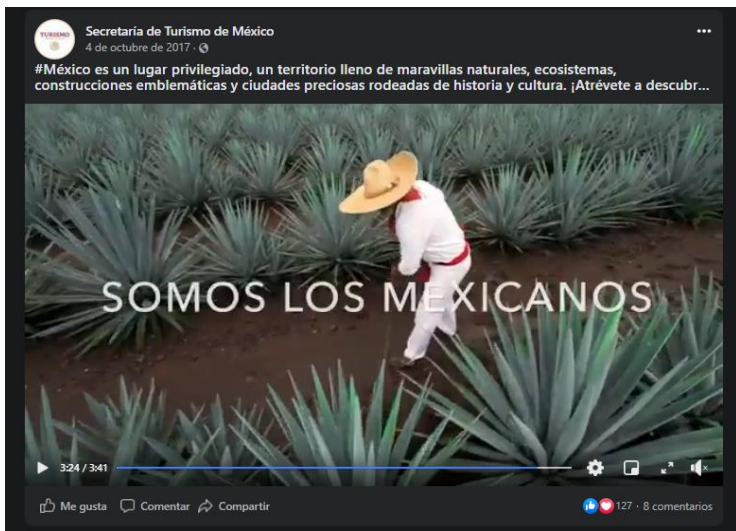 TURISMO
Secretaría de Turismo de México
4 de octubre de 2017 ·
#México es un lugar privilegiado, un territorio lleno de maravillas naturales, ecosistemas,
construcciones emblemáticas y ciudades preciosas rodeadas de historia y cultura. ¡Atrévete a descubr...
SOMOS LOS MEXICANOS
3:24 / 3:41
Me gusta Comentar Compartir 127 · 8 comentarios